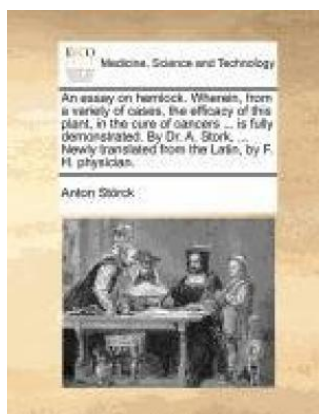 ECCO
Medicine, Science and Technology
An essay on hemlock. Wherein, from
a variety of cases, the efficacy of this
plant, in the cure of cancers ... is fully
demonstrated. By Dr. A. Stork, ...
Newly translated from the Latin, by F.
H. physician.
Anton Störck